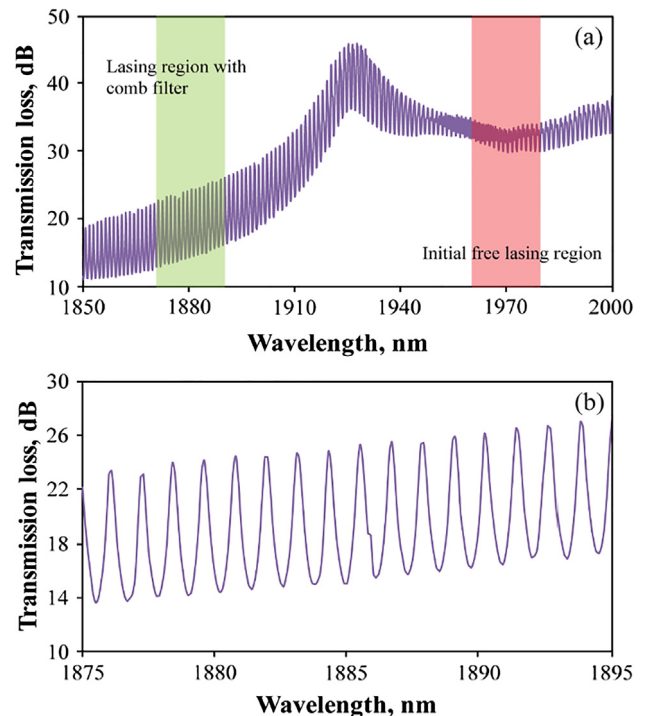 50
(a)
Lasing region with
comb filter
40
30
20
10
Transmission loss, dB
Initial free lasing region
1850 1880 1910 1940 1970 2000
Wavelength, nm
30
(b)
26
22
18
14
10
Transmission loss, dB
1875 1880 1885 1890 1895
Wavelength, nm